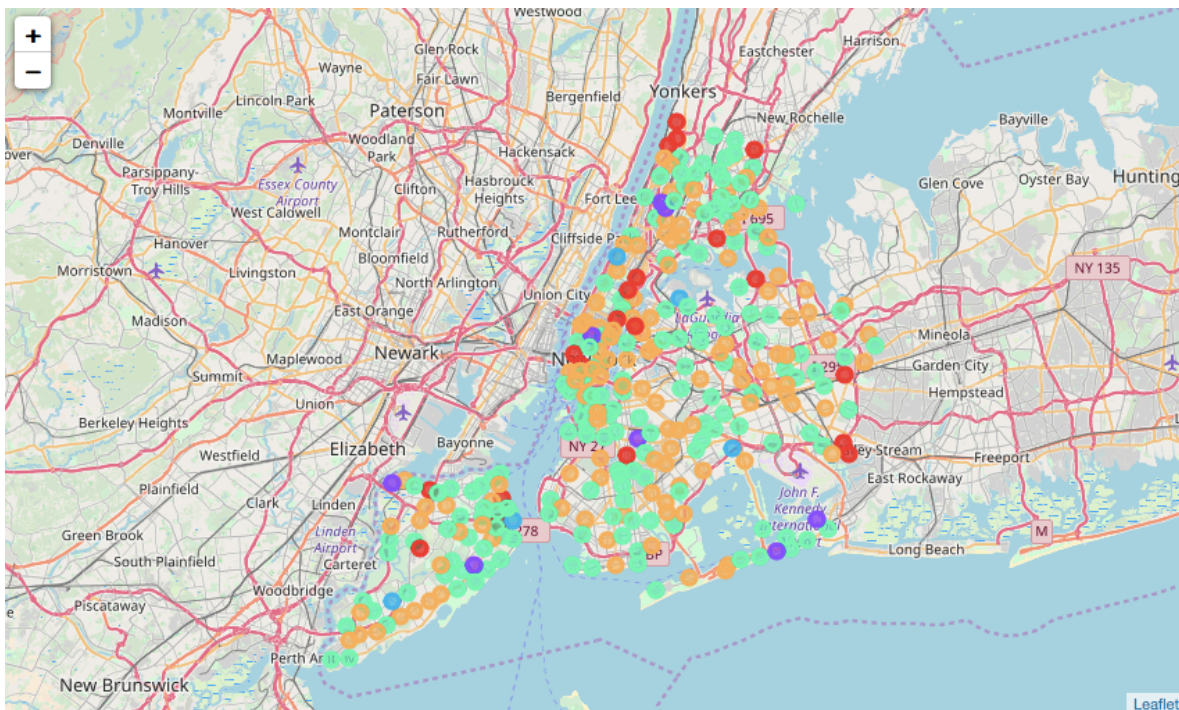 Westwood
+
−
Glen Rock
Eastchester
Harrison
Wayne
Fair Lawn
Lincoln Park
Bergenfield
Yonkers
Montville
Paterson
New Rochelle
Bayville
Denville
Woodland
Park
Hackensack
Parsippany-
Troy Hills
Essex County
Airport
Clifton
Hasbrouck
Heights
Fort Lee
Glen Cove
Oyster Bay
West Caldwell
Rutherford
Cliffside
695
Hanover
Montclair
Bloomfield
Morristown
Livingston
North Arlington
Union City
NY 135
Madison
East Orange
Mineola
Maplewood
Newark
Garden City
Summit
Union
Hempstead
Berkeley Heights
Elizabeth
Bayonne
Westfield
Freeport
Plainfield
Clark
Linden
East Rockaway
John F.
Kennedy
Linden
Airport
278
M
Green Brook
South Plainfield
Carteret
Long Beach
Woodbridge
Piscataway
New Brunswick
Leaflet